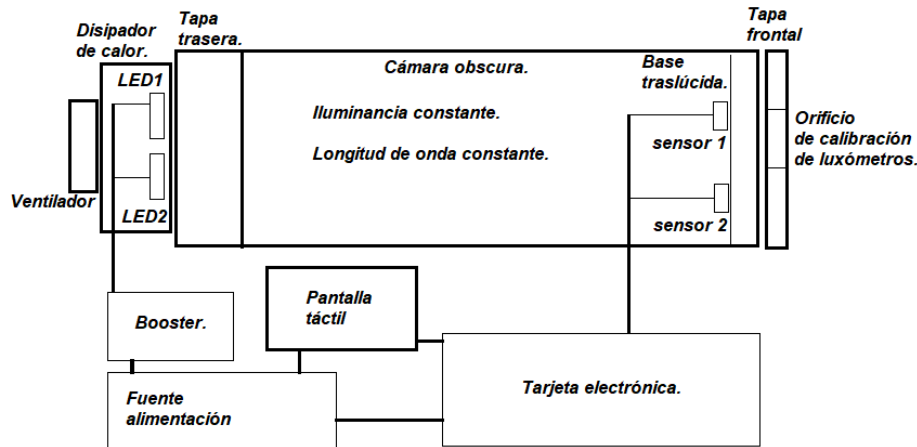 Disipador
de calor.
Tapa
trasera.
Tapa
frontal
LED1
Cámara obscura.
Base
traslúcida.
Iluminancia constante.
Longitud de onda constante.
sensor 1
Orificio
de calibración
de luxómetros.
Ventilador
LED2
sensor 2
Booster.
Pantalla
táctil
Fuente
alimentación
Tarjeta electrónica.